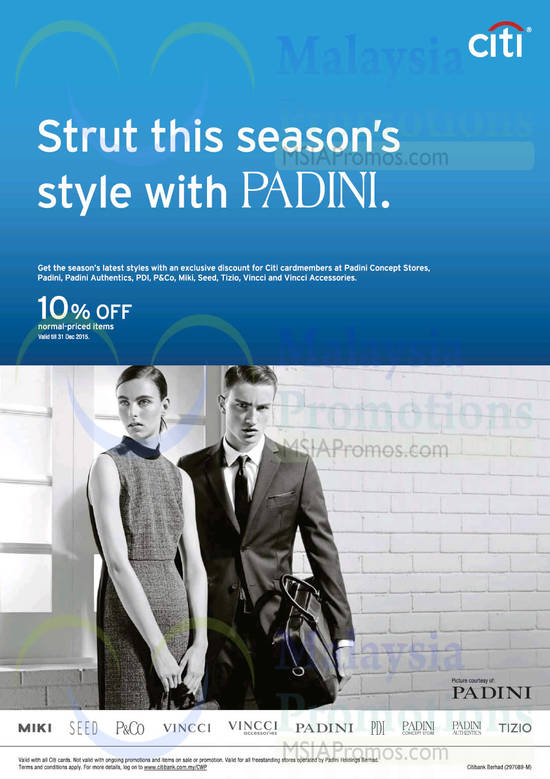 citi®
Malaysia
Promotions
MSIAPromos.com
Strut this season's
style with PADINI.
Get the season's latest styles with an exclusive discount for Citi cardmembers at Padini Concept Stores,
Padini, Padini Authentics, PDI, P&Co, Miki, Seed, Tizio, Vincci and Vincci Accessories.
10% OFF
normal-priced items
Valid till 31 Dec 2015.
Malaysia
Promotions
MSIAPromos.com
Malaysia
Promotions
Picture courtesy of:
PADINI
MIKI SEED P&Co VINCCI VINCCI accessories PADINI PDI PADINI CONCEPT STORE PADINI AUTHENTICS TIZIO
MSIAPromos.com
Valid with all Citi cards. Not valid with ongoing promotions and items on sale or promotion. Valid for all freestanding stores operated by Padini Holdings Berhad.
Terms and conditions apply. For more details, log on to www.citibank.com.my/CWP Citibank Berhad (297089-M)